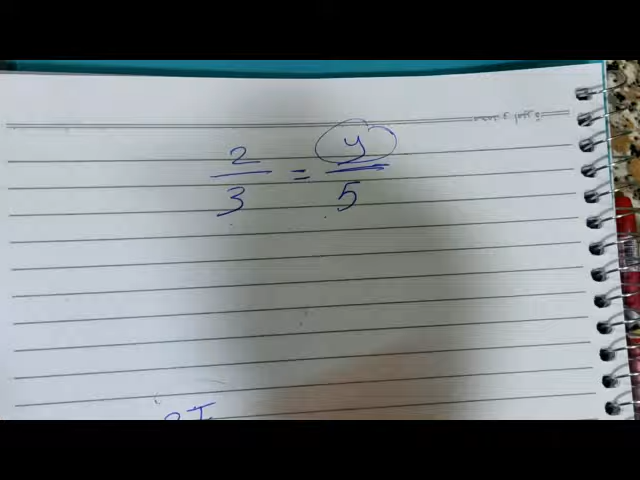 2/3 = y/5